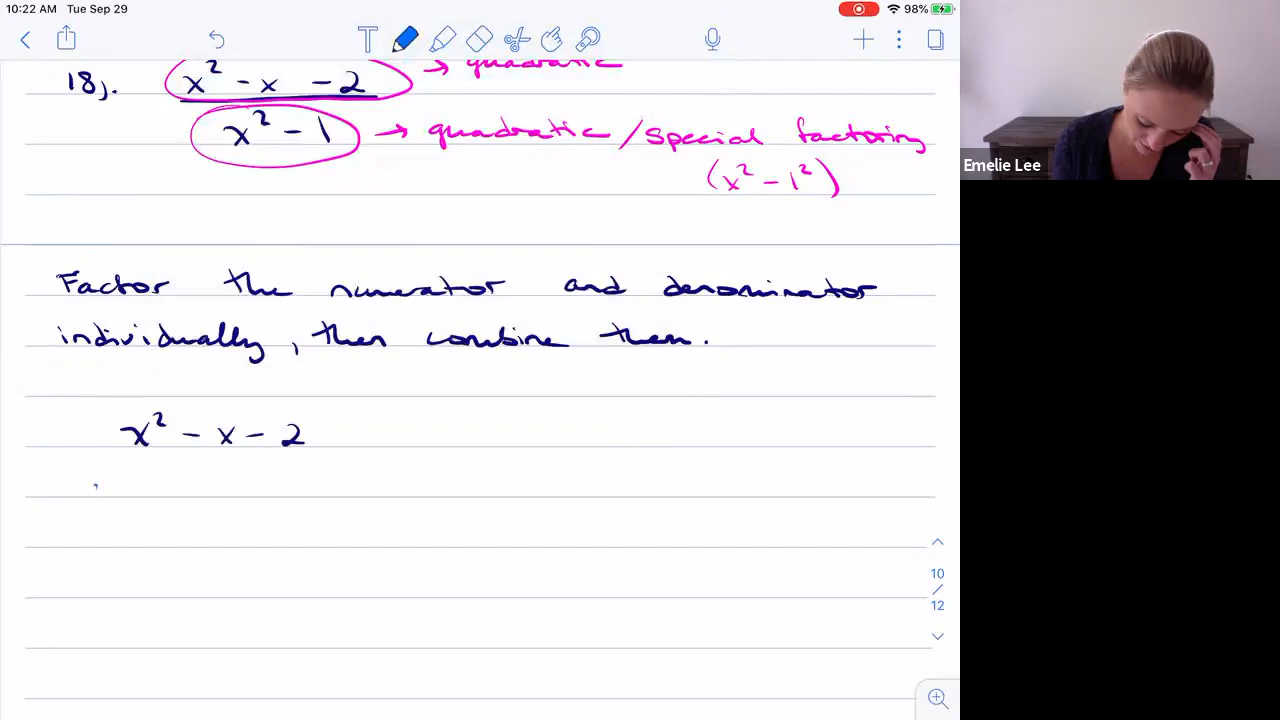 10:22 AM Tue Sep 29
98%
→ quadratic
18j. x² - x - 2
x² - 1 → quadratic / special factoring
(x² - 1²)
Emelie Lee
Factor the numerator and denominator
individually, then combine them.
x² - x - 2
10
/
12